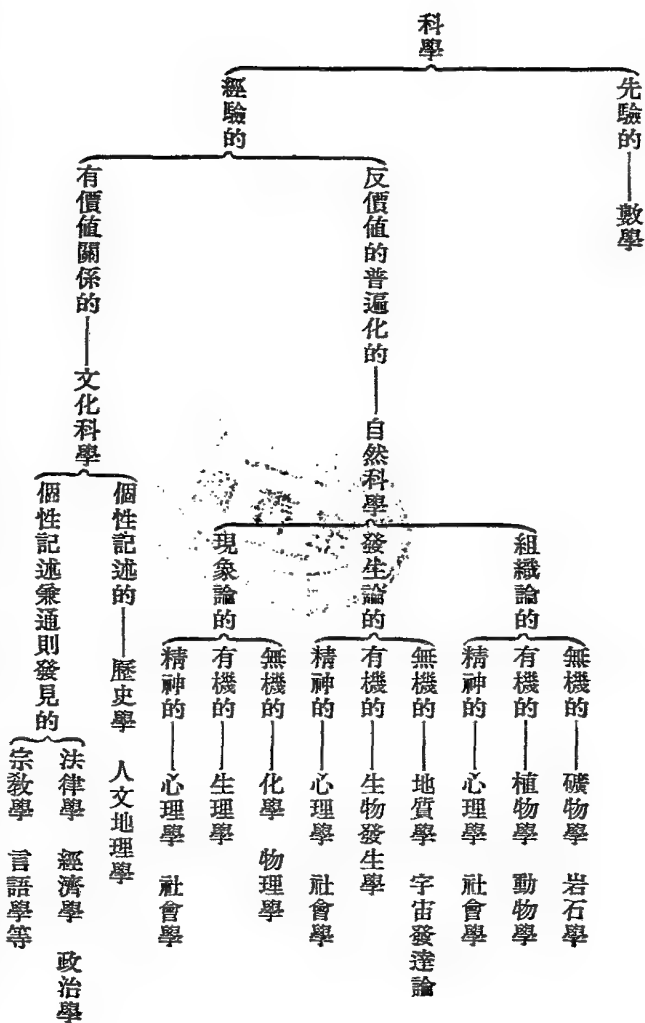 科學
先驗的——數學
經驗的
反價值的普遍化的——自然科學
組織論的
無機的——礦物學 岩石學
有機的——植物學 動物學
精神的——心理學 社會學
發生論的
無機的——地質學 宇宙發達論
有機的——生物發生學
精神的——心理學 社會學
現象論的
無機的——化學 物理學
有機的——生理學
精神的——心理學 社會學
有價値關係的——文化科學
個性記述的——歷史學 人文地理學
個性記述兼通則發見的
法律學 經濟學 政治學
宗教學 言語學等